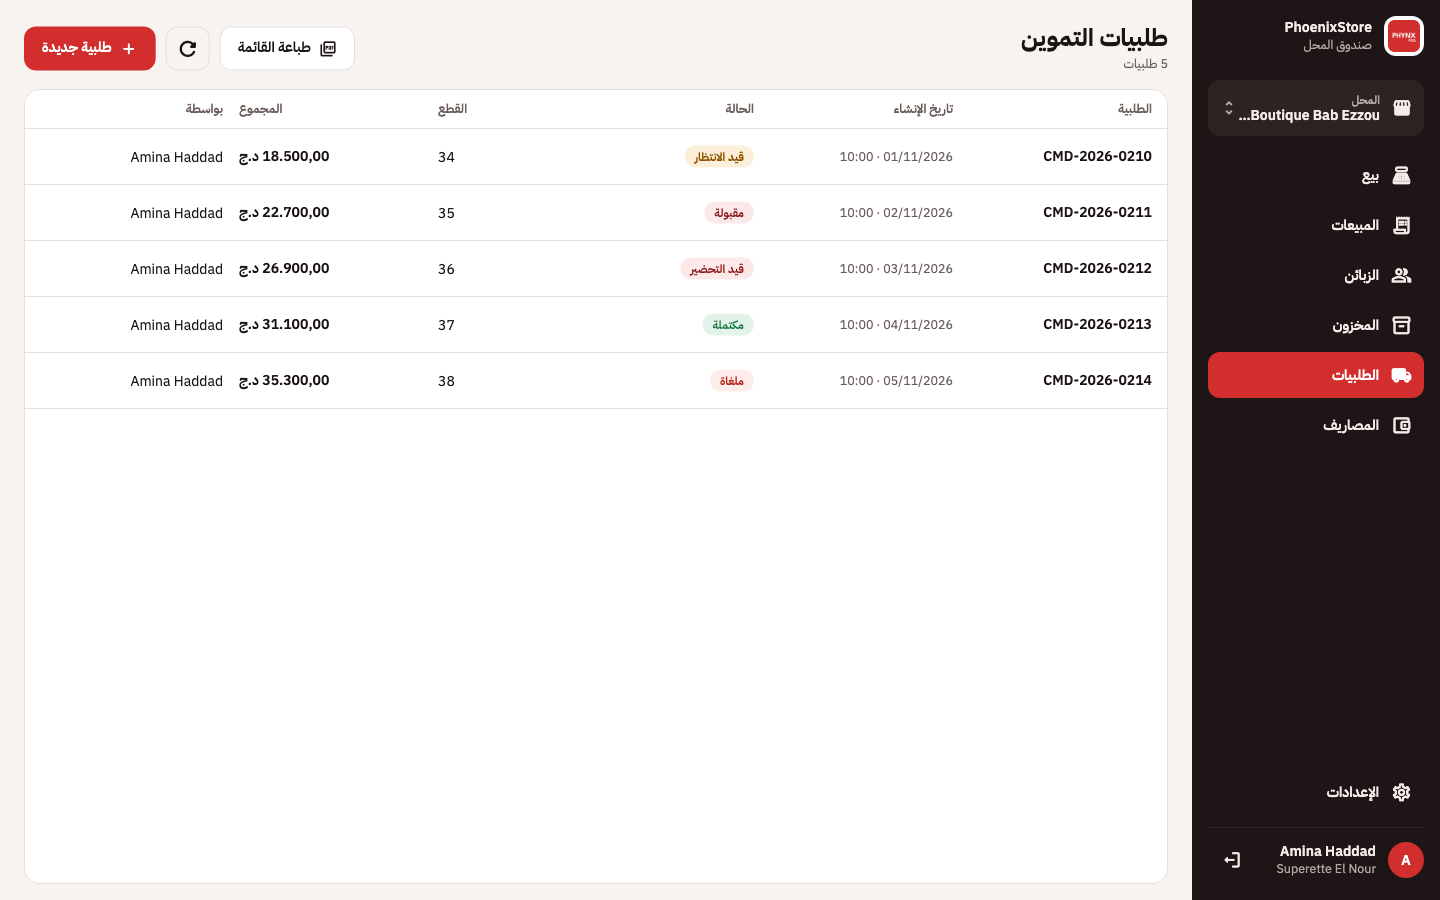 PhoenixStore
صندوق المحل
PHYNX
POS
المحل
Boutique Bab Ezzou...
بيع
المبيعات
الزبائن
المخزون
الطلبيات
المصاريف
الإعدادات
A
Amina Haddad
Superette El Nour
طلبيات التموين
5 طلبيات
طباعة القائمة
طلبية جديدة
الطلبية تاريخ الإنشاء الحالة القطع المجموع بواسطة
CMD-2026-0210 01/11/2026 · 10:00 قيد الانتظار 34 18.500,00 د.ج Amina Haddad
CMD-2026-0211 02/11/2026 · 10:00 مقبولة 35 22.700,00 د.ج Amina Haddad
CMD-2026-0212 03/11/2026 · 10:00 قيد التحضير 36 26.900,00 د.ج Amina Haddad
CMD-2026-0213 04/11/2026 · 10:00 مكتملة 37 31.100,00 د.ج Amina Haddad
CMD-2026-0214 05/11/2026 · 10:00 ملغاة 38 35.300,00 د.ج Amina Haddad